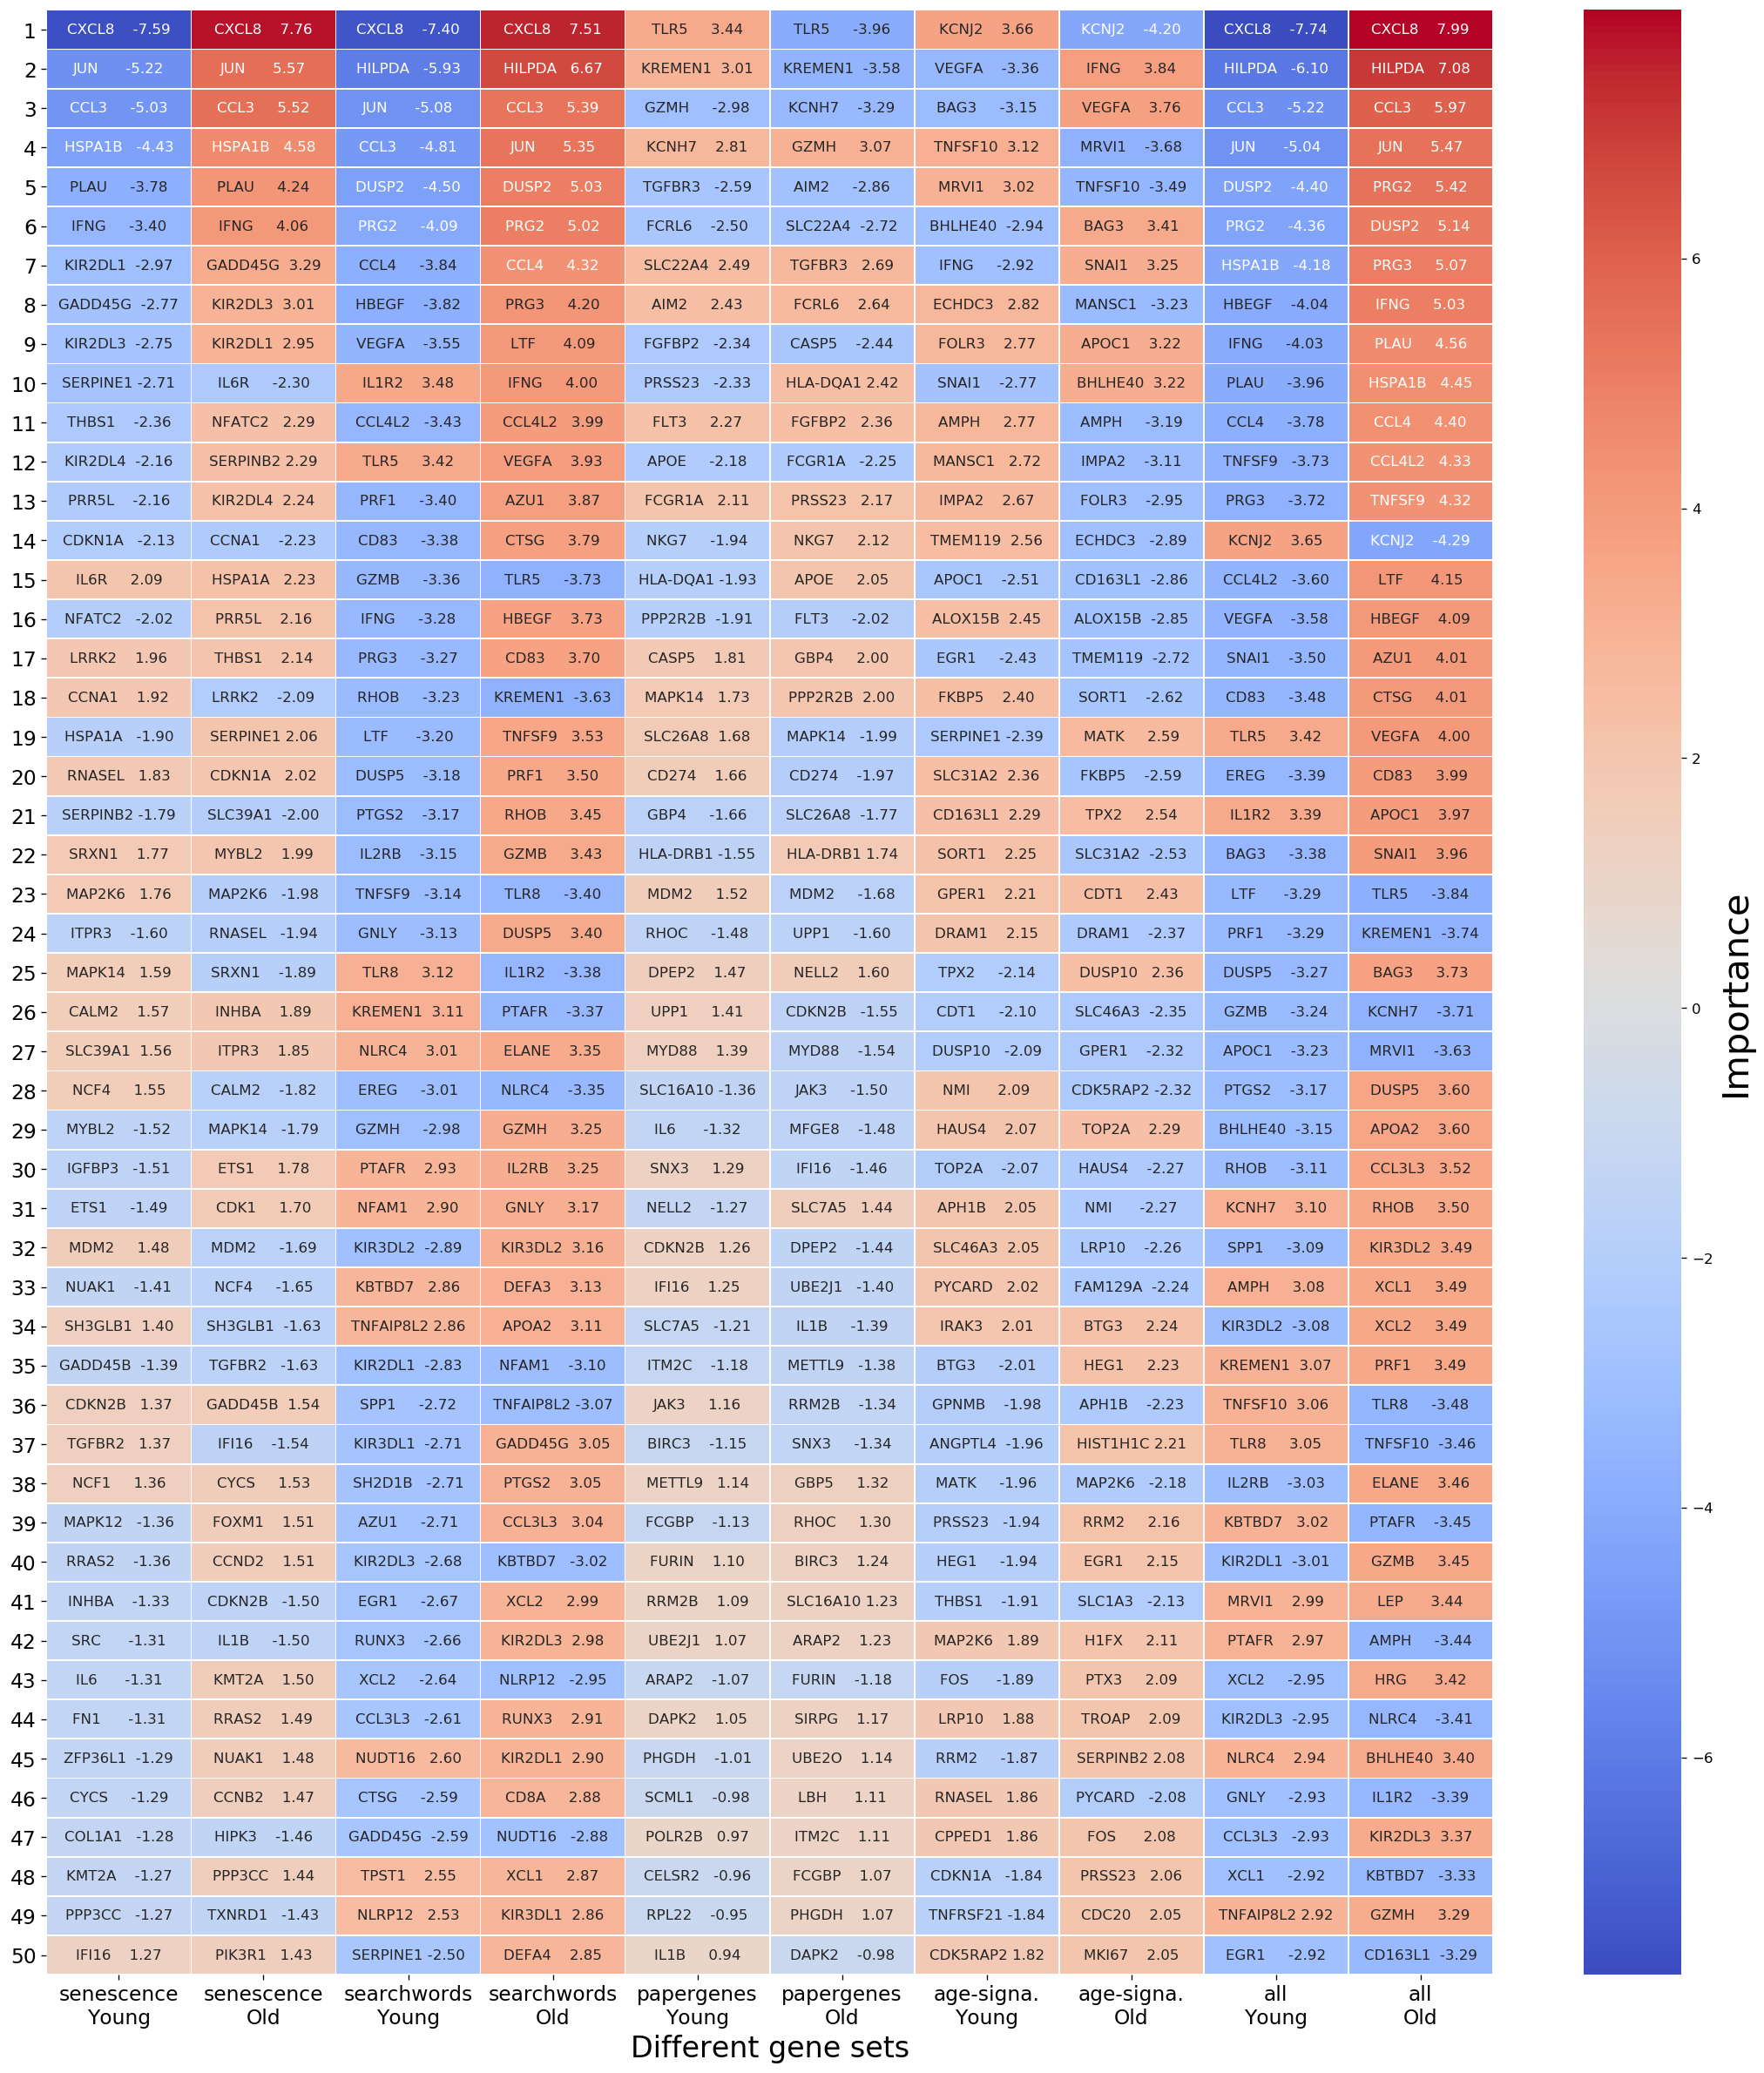 1 CXCL8 -7.59 CXCL8 7.76 CXCL8 -7.40 CXCL8 7.51 TLR5 3.44 TLR5 -3.96 KCNJ2 3.66 KCNJ2 -4.20 CXCL8 -7.74 CXCL8 7.99
2 JUN -5.22 JUN 5.57 HILPDA -5.93 HILPDA 6.67 KREMEN1 3.01 KREMEN1 -3.58 VEGFA -3.36 IFNG 3.84 HILPDA -6.10 HILPDA 7.08
3 CCL3 -5.03 CCL3 5.52 JUN -5.08 CCL3 5.39 GZMH -2.98 KCNH7 -3.29 BAG3 -3.15 VEGFA 3.76 CCL3 -5.22 CCL3 5.97
4 HSPA1B -4.43 HSPA1B 4.58 CCL3 -4.81 JUN 5.35 KCNH7 2.81 GZMH 3.07 TNFSF10 3.12 MRVI1 -3.68 JUN -5.04 JUN 5.47
5 PLAU -3.78 PLAU 4.24 DUSP2 -4.50 DUSP2 5.03 TGFBR3 -2.59 AIM2 -2.86 MRVI1 3.02 TNFSF10 -3.49 DUSP2 -4.40 PRG2 5.42
6 IFNG -3.40 IFNG 4.06 PRG2 -4.09 PRG2 5.02 FCRL6 -2.50 SLC22A4 -2.72 BHLHE40 -2.94 BAG3 3.41 PRG2 -4.36 DUSP2 5.14
7 KIR2DL1 -2.97 GADD45G 3.29 CCL4 -3.84 CCL4 4.32 SLC22A4 2.49 TGFBR3 2.69 IFNG -2.92 SNAI1 3.25 HSPA1B -4.18 PRG3 5.07
8 GADD45G -2.77 KIR2DL3 3.01 HBEGF -3.82 PRG3 4.20 AIM2 2.43 FCRL6 2.64 ECHDC3 2.82 MANSC1 -3.23 HBEGF -4.04 IFNG 5.03
9 KIR2DL3 -2.75 KIR2DL1 2.95 VEGFA -3.55 LTF 4.09 FGFBP2 -2.34 CASP5 -2.44 FOLR3 2.77 APOC1 3.22 IFNG -4.03 PLAU 4.56
10 SERPINE1 -2.71 IL6R -2.30 IL1R2 3.48 IFNG 4.00 PRSS23 -2.33 HLA-DQA1 2.42 SNAI1 -2.77 BHLHE40 3.22 PLAU -3.96 HSPA1B 4.45
11 THBS1 -2.36 NFATC2 2.29 CCL4L2 -3.43 CCL4L2 3.99 FLT3 2.27 FGFBP2 2.36 AMPH 2.77 AMPH -3.19 CCL4 -3.78 CCL4 4.40
12 KIR2DL4 -2.16 SERPINB2 2.29 TLR5 3.42 VEGFA 3.93 APOE -2.18 FCGR1A -2.25 MANSC1 2.72 IMPA2 -3.11 TNFSF9 -3.73 CCL4L2 4.33
13 PRR5L -2.16 KIR2DL4 2.24 PRF1 -3.40 AZU1 3.87 FCGR1A 2.11 PRSS23 2.17 IMPA2 2.67 FOLR3 -2.95 PRG3 -3.72 TNFSF9 4.32
14 CDKN1A -2.13 CCNA1 -2.23 CD83 -3.38 CTSG 3.79 NKG7 -1.94 NKG7 2.12 TMEM119 2.56 ECHDC3 -2.89 KCNJ2 3.65 KCNJ2 -4.29
15 IL6R 2.09 HSPA1A 2.23 GZMB -3.36 TLR5 -3.73 HLA-DQA1 -1.93 APOE 2.05 APOC1 -2.51 CD163L1 -2.86 CCL4L2 -3.60 LTF 4.15
16 NFATC2 -2.02 PRR5L 2.16 IFNG -3.28 HBEGF 3.73 PPP2R2B -1.91 FLT3 -2.02 ALOX15B 2.45 ALOX15B -2.85 VEGFA -3.58 HBEGF 4.09
17 LRRK2 1.96 THBS1 2.14 PRG3 -3.27 CD83 3.70 CASP5 1.81 GBP4 2.00 EGR1 -2.43 TMEM119 -2.72 SNAI1 -3.50 AZU1 4.01
18 CCNA1 1.92 LRRK2 -2.09 RHOB -3.23 KREMEN1 -3.63 MAPK14 1.73 PPP2R2B 2.00 FKBP5 2.40 SORT1 -2.62 CD83 -3.48 CTSG 4.01
19 HSPA1A -1.90 SERPINE1 2.06 LTF -3.20 TNFSF9 3.53 SLC26A8 1.68 MAPK14 -1.99 SERPINE1 -2.39 MATK 2.59 TLR5 3.42 VEGFA 4.00
20 RNASEL 1.83 CDKN1A 2.02 DUSP5 -3.18 PRF1 3.50 CD274 1.66 CD274 -1.97 SLC31A2 2.36 FKBP5 -2.59 EREG -3.39 CD83 3.99
21 SERPINB2 -1.79 SLC39A1 -2.00 PTGS2 -3.17 RHOB 3.45 GBP4 -1.66 SLC26A8 -1.77 CD163L1 2.29 TPX2 2.54 IL1R2 3.39 APOC1 3.97
22 SRXN1 1.77 MYBL2 1.99 IL2RB -3.15 GZMB 3.43 HLA-DRB1 -1.55 HLA-DRB1 1.74 SORT1 2.25 SLC31A2 -2.53 BAG3 -3.38 SNAI1 3.96
23 MAP2K6 1.76 MAP2K6 -1.98 TNFSF9 -3.14 TLR8 -3.40 MDM2 1.52 MDM2 -1.68 GPER1 2.21 CDT1 2.43 LTF -3.29 TLR5 -3.84
24 ITPR3 -1.60 RNASEL -1.94 GNLY -3.13 DUSP5 3.40 RHOC -1.48 UPP1 -1.60 DRAM1 2.15 DRAM1 -2.37 PRF1 -3.29 KREMEN1 -3.74
25 MAPK14 1.59 SRXN1 -1.89 TLR8 3.12 IL1R2 -3.38 DPEP2 1.47 NELL2 1.60 TPX2 -2.14 DUSP10 2.36 DUSP5 -3.27 BAG3 3.73
26 CALM2 1.57 INHBA 1.89 KREMEN1 3.11 PTAFR -3.37 UPP1 1.41 CDKN2B -1.55 CDT1 -2.10 SLC46A3 -2.35 GZMB -3.24 KCNH7 -3.71
27 SLC39A1 1.56 ITPR3 1.85 NLRC4 3.01 ELANE 3.35 MYD88 1.39 MYD88 -1.54 DUSP10 -2.09 GPER1 -2.32 APOC1 -3.23 MRVI1 -3.63
28 NCF4 1.55 CALM2 -1.82 EREG -3.01 NLRC4 -3.35 SLC16A10 -1.36 JAK3 -1.50 NMI 2.09 CDK5RAP2 -2.32 PTGS2 -3.17 DUSP5 3.60
29 MYBL2 -1.52 MAPK14 -1.79 GZMH -2.98 GZMH 3.25 IL6 -1.32 MFGE8 -1.48 HAUS4 2.07 TOP2A 2.29 BHLHE40 -3.15 APOA2 3.60
30 IGFBP3 -1.51 ETS1 1.78 PTAFR 2.93 IL2RB 3.25 SNX3 1.29 IFI16 -1.46 TOP2A -2.07 HAUS4 -2.27 RHOB -3.11 CCL3L3 3.52
31 ETS1 -1.49 CDK1 1.70 NFAM1 2.90 GNLY 3.17 NELL2 -1.27 SLC7A5 1.44 APH1B 2.05 NMI -2.27 KCNH7 3.10 RHOB 3.50
32 MDM2 1.48 MDM2 -1.69 KIR3DL2 -2.89 KIR3DL2 3.16 CDKN2B 1.26 DPEP2 -1.44 SLC46A3 2.05 LRP10 -2.26 SPP1 -3.09 KIR3DL2 3.49
33 NUAK1 -1.41 NCF4 -1.65 KBTBD7 2.86 DEFA3 3.13 IFI16 1.25 UBE2J1 -1.40 PYCARD 2.02 FAM129A -2.24 AMPH 3.08 XCL1 3.49
34 SH3GLB1 1.40 SH3GLB1 -1.63 TNFAIP8L2 2.86 APOA2 3.11 SLC7A5 -1.21 IL1B -1.39 IRAK3 2.01 BTG3 2.24 KIR3DL2 -3.08 XCL2 3.49
35 GADD45B -1.39 TGFBR2 -1.63 KIR2DL1 -2.83 NFAM1 -3.10 ITM2C -1.18 METTL9 -1.38 BTG3 -2.01 HEG1 2.23 KREMEN1 3.07 PRF1 3.49
36 CDKN2B 1.37 GADD45B 1.54 SPP1 -2.72 TNFAIP8L2 -3.07 JAK3 1.16 RRM2B -1.34 GPNMB -1.98 APH1B -2.23 TNFSF10 3.06 TLR8 -3.48
37 TGFBR2 1.37 IFI16 -1.54 KIR3DL1 -2.71 GADD45G 3.05 BIRC3 -1.15 SNX3 -1.34 ANGPTL4 -1.96 HIST1H1C 2.21 TLR8 3.05 TNFSF10 -3.46
38 NCF1 1.36 CYCS 1.53 SH2D1B -2.71 PTGS2 3.05 METTL9 1.14 GBP5 1.32 MATK -1.96 MAP2K6 -2.18 IL2RB -3.03 ELANE 3.46
39 MAPK12 -1.36 FOXM1 1.51 AZU1 -2.71 CCL3L3 3.04 FCGBP -1.13 RHOC 1.30 PRSS23 -1.94 RRM2 2.16 KBTBD7 3.02 PTAFR -3.45
40 RRAS2 -1.36 CCND2 1.51 KIR2DL3 -2.68 KBTBD7 -3.02 FURIN 1.10 BIRC3 1.24 HEG1 -1.94 EGR1 2.15 KIR2DL1 -3.01 GZMB 3.45
41 INHBA -1.33 CDKN2B -1.50 EGR1 -2.67 XCL2 2.99 RRM2B 1.09 SLC16A10 1.23 THBS1 -1.91 SLC1A3 -2.13 MRVI1 2.99 LEP 3.44
42 SRC -1.31 IL1B -1.50 RUNX3 -2.66 KIR2DL3 2.98 UBE2J1 1.07 ARAP2 1.23 MAP2K6 1.89 H1FX 2.11 PTAFR 2.97 AMPH -3.44
43 IL6 -1.31 KMT2A 1.50 XCL2 -2.64 NLRP12 -2.95 ARAP2 -1.07 FURIN -1.18 FOS -1.89 PTX3 2.09 XCL2 -2.95 HRG 3.42
44 FN1 -1.31 RRAS2 1.49 CCL3L3 -2.61 RUNX3 2.91 DAPK2 1.05 SIRPG 1.17 LRP10 1.88 TROAP 2.09 KIR2DL3 -2.95 NLRC4 -3.41
45 ZFP36L1 -1.29 NUAK1 1.48 NUDT16 2.60 KIR2DL1 2.90 PHGDH -1.01 UBE2O 1.14 RRM2 -1.87 SERPINB2 2.08 NLRC4 2.94 BHLHE40 3.40
46 CYCS -1.29 CCNB2 1.47 CTSG -2.59 CD8A 2.88 SCML1 -0.98 LBH 1.11 RNASEL 1.86 PYCARD -2.08 GNLY -2.93 IL1R2 -3.39
47 COL1A1 -1.28 HIPK3 -1.46 GADD45G -2.59 NUDT16 -2.88 POLR2B 0.97 ITM2C 1.11 CPPED1 1.86 FOS 2.08 CCL3L3 -2.93 KIR2DL3 3.37
48 KMT2A -1.27 PPP3CC 1.44 TPST1 2.55 XCL1 2.87 CELSR2 -0.96 FCGBP 1.07 CDKN1A -1.84 PRSS23 2.06 XCL1 -2.92 KBTBD7 -3.33
49 PPP3CC -1.27 TXNRD1 -1.43 NLRP12 2.53 KIR3DL1 2.86 RPL22 -0.95 PHGDH 1.07 TNFRSF21 -1.84 CDC20 2.05 TNFAIP8L2 2.92 GZMH 3.29
50 IFI16 1.27 PIK3R1 1.43 SERPINE1 -2.50 DEFA4 2.85 IL1B 0.94 DAPK2 -0.98 CDK5RAP2 1.82 MKI67 2.05 EGR1 -2.92 CD163L1 -3.29
senescence senescence searchwords searchwords papergenes papergenes age-signa. age-signa. all all
Young Old Young Old Young Old Young Old Young Old
Different gene sets
6
4
2
0
−2
−4
−6
Importance